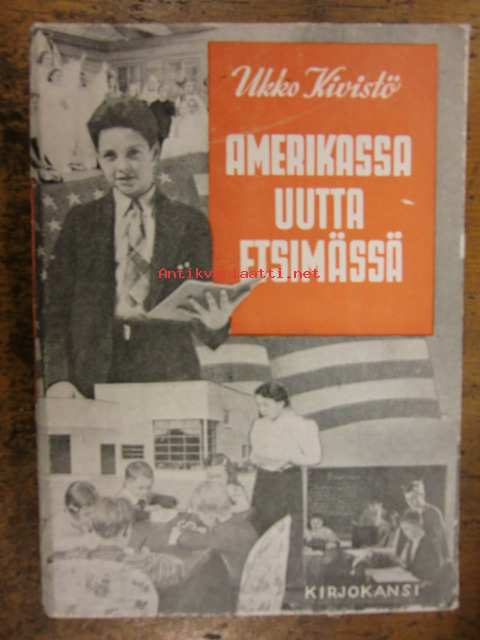 Ukko Kivistö
AMERIKASSA
UUTTA
ETSIMÄSSÄ
Antikvariaatti.net
KIRJOKANSI